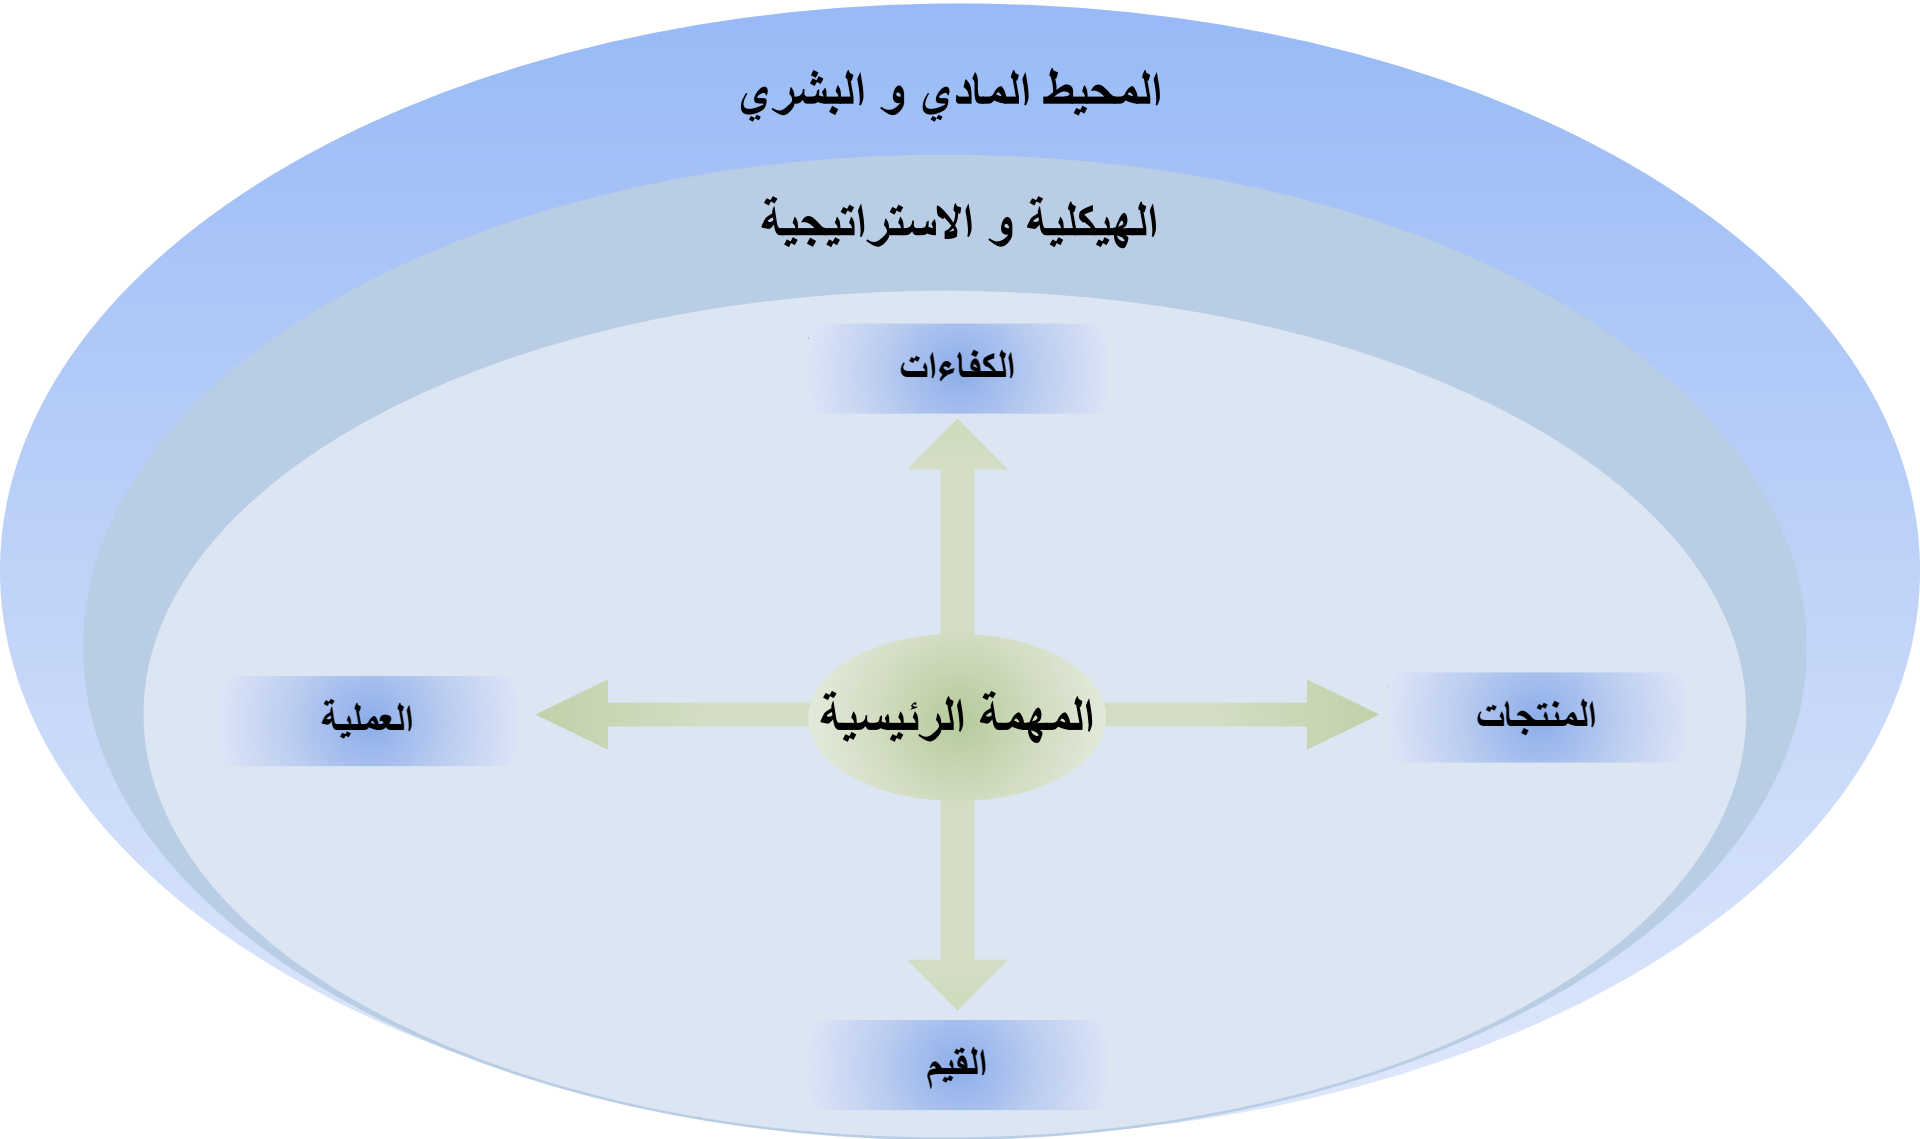 المحيط المادي و البشري
الهيكلية و الاستراتيجية
الكفاءات
المنتجات
المهمة الرئيسية
العملية
القيم